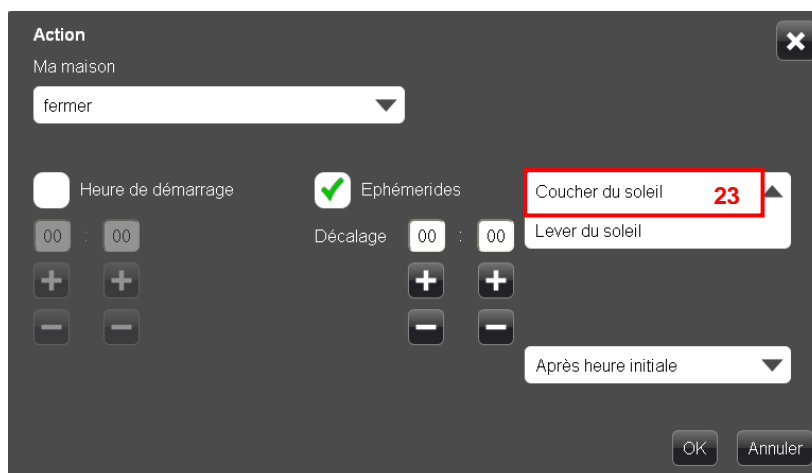 Action
Ma maison
fermer
Heure de démarrage
00 : 00
Ephémerides
Décalage 00 : 00
Coucher du soleil 23
Lever du soleil
Après heure initiale
OK Annuler